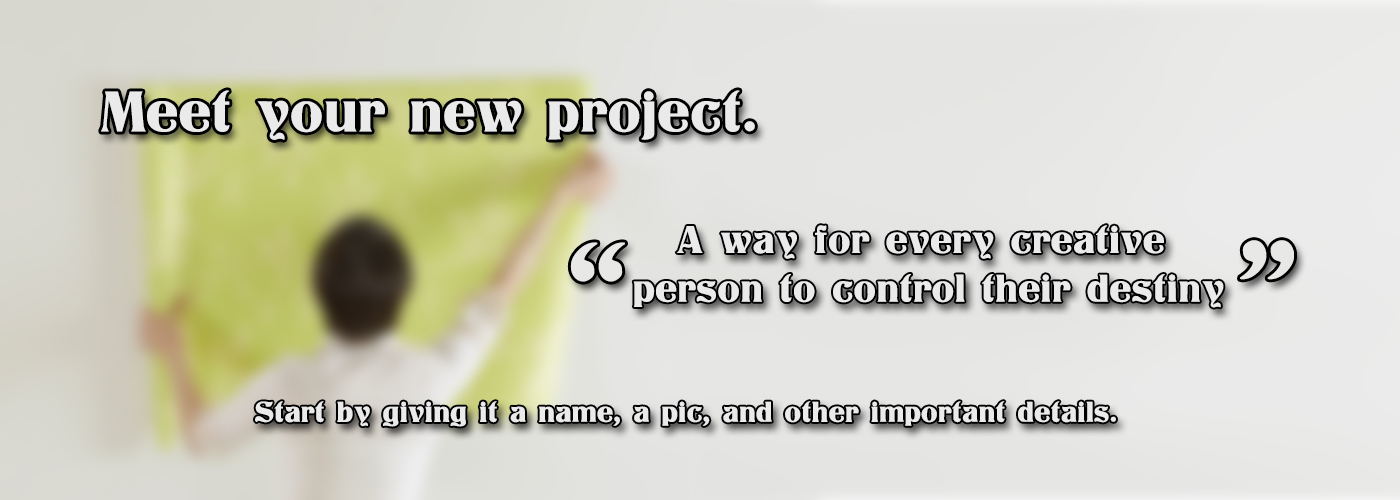 Meet your new project.
“ A way for every creative
person to control their destiny ”
Start by giving it a name, a pic, and other important details.